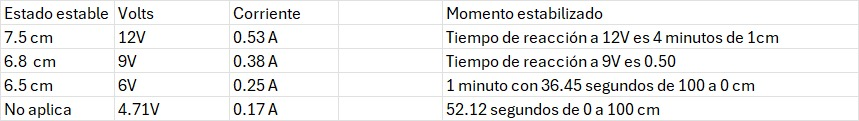 Estado estable Volts Corriente Momento estabilizado
7.5 cm 12V 0.53 A Tiempo de reacción a 12V es 4 minutos de 1cm
6.8 cm 9V 0.38 A Tiempo de reacción a 9V es 0.50
6.5 cm 6V 0.25 A 1 minuto con 36.45 segundos de 100 a 0 cm
No aplica 4.71V 0.17 A 52.12 segundos de 0 a 100 cm